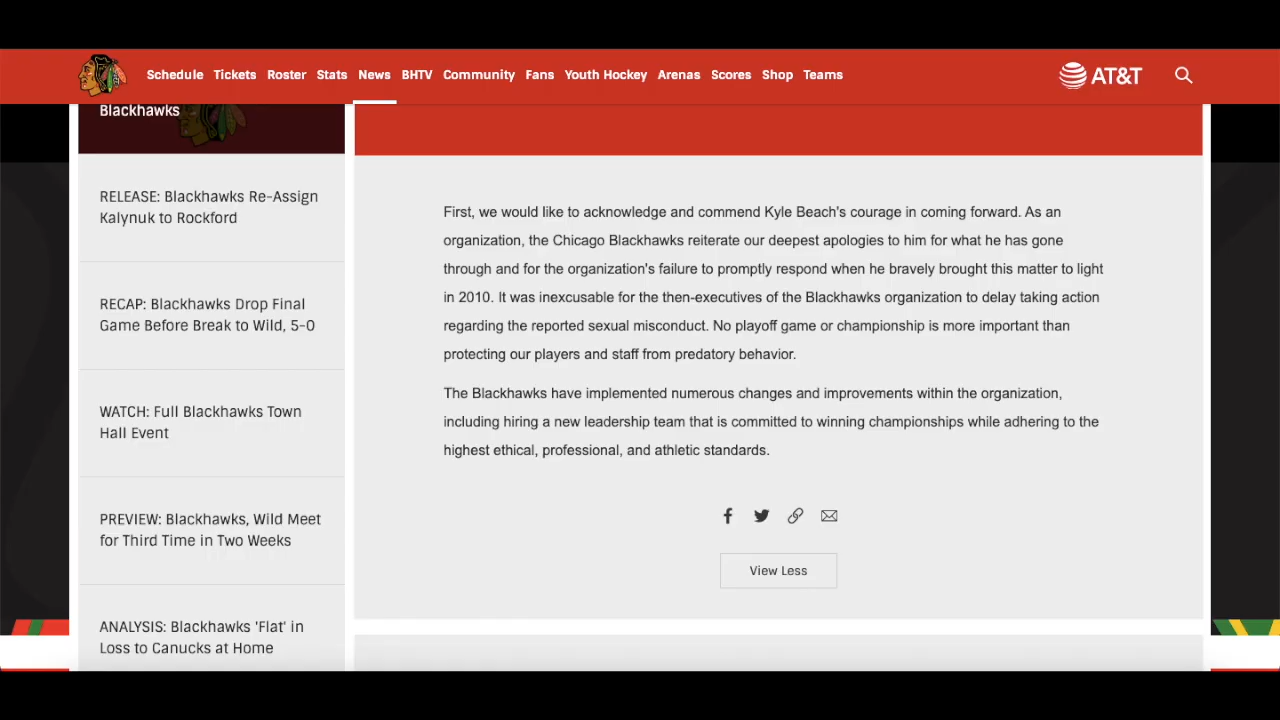 Schedule Tickets Roster Stats News BHTV Community Fans Youth Hockey Arenas Scores Shop Teams AT&T
Blackhawks
RELEASE: Blackhawks Re-Assign
Kalynuk to Rockford
RECAP: Blackhawks Drop Final
Game Before Break to Wild, 5-0
WATCH: Full Blackhawks Town
Hall Event
PREVIEW: Blackhawks, Wild Meet
for Third Time in Two Weeks
ANALYSIS: Blackhawks 'Flat' in
Loss to Canucks at Home
First, we would like to acknowledge and commend Kyle Beach's courage in coming forward. As an
organization, the Chicago Blackhawks reiterate our deepest apologies to him for what he has gone
through and for the organization's failure to promptly respond when he bravely brought this matter to light
in 2010. It was inexcusable for the then-executives of the Blackhawks organization to delay taking action
regarding the reported sexual misconduct. No playoff game or championship is more important than
protecting our players and staff from predatory behavior.
The Blackhawks have implemented numerous changes and improvements within the organization,
including hiring a new leadership team that is committed to winning championships while adhering to the
highest ethical, professional, and athletic standards.
View Less